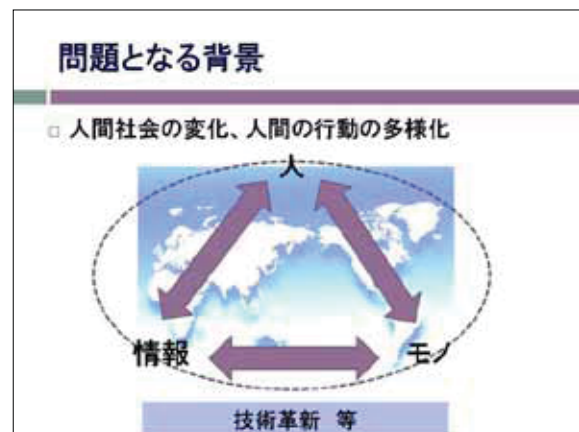 問題となる背景
人間社会の変化、人間の行動の多様化
人
情報
モノ
技術革新 等